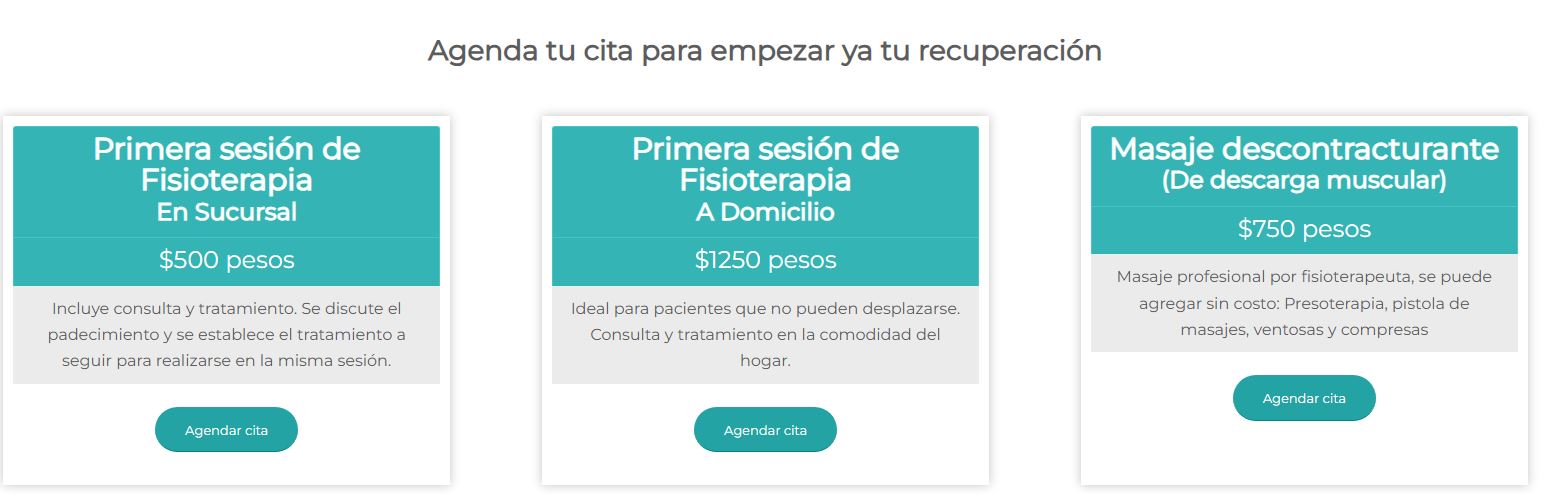 Agenda tu cita para empezar ya tu recuperación
Primera sesión de
Fisioterapia
En Sucursal
$500 pesos
Incluye consulta y tratamiento. Se discute el
padecimiento y se establece el tratamiento a
seguir para realizarse en la misma sesión.
Agendar cita
Primera sesión de
Fisioterapia
A Domicilio
$1250 pesos
Ideal para pacientes que no pueden desplazarse.
Consulta y tratamiento en la comodidad del
hogar.
Agendar cita
Masaje descontracturante
(De descarga muscular)
$750 pesos
Masaje profesional por fisioterapeuta, se puede
agregar sin costo: Presoterapia, pistola de
masajes, ventosas y compresas
Agendar cita